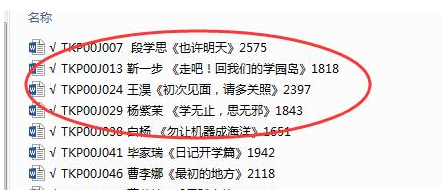 名称
√ TKP00J007 段学思《也许明天》2575
√ TKP00J013 靳一步 《走吧！回我们的学园岛》1818
√ TKP00J024 王淏《初次见面，请多关照》2397
√ TKP00J029 杨紫茉 《学无止，思无邪》1843
√ TKP00J038 白杨 《勿让机器成海洋》1651
√ TKP00J041 毕家瑞《日记开学篇》1942
√ TKP00J046 曹李娜《最初的地方》2118